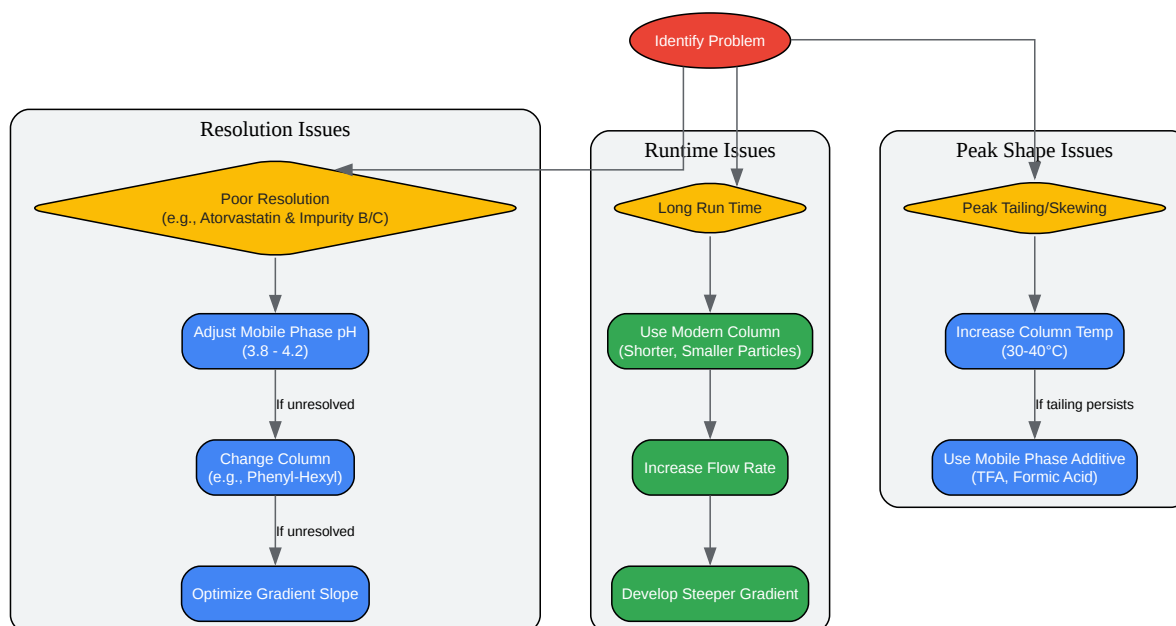 Identify Problem
Resolution Issues
Poor Resolution
(e.g., Atorvastatin & Impurity B/C)
Adjust Mobile Phase pH
(3.8 - 4.2)
If unresolved
Change Column
(e.g., Phenyl-Hexyl)
If unresolved
Optimize Gradient Slope
Runtime Issues
Long Run Time
Use Modern Column
(Shorter, Smaller Particles)
Increase Flow Rate
Develop Steeper Gradient
Peak Shape Issues
Peak Tailing/Skewing
Increase Column Temp
(30-40°C)
If tailing persists
Use Mobile Phase Additive
(TFA, Formic Acid)